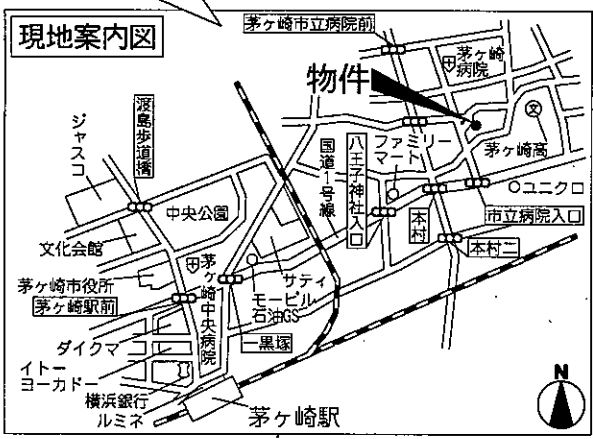 現地案内図
茅ヶ崎市立病院前
茅ヶ崎
病院
物件
渡島歩道橋
ジャスコ
国道1号線
八王子神社入口
ファミリー
マート
茅ヶ崎高
文
中央公園
ユニクロ
本村
市立病院入口
文化会館
本村二
茅ヶ崎中央病院
サティ
茅ヶ崎市役所
モービル
石油GS
茅ヶ崎駅前
一里塚
ダイクマ
イトー
ヨーカドー
横浜銀行
ルミネ
茅ヶ崎駅
N